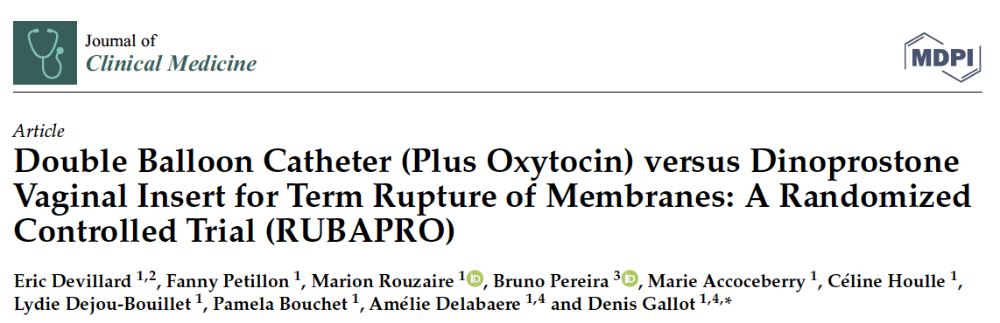 Journal of
Clinical Medicine
MDPI
Article
Double Balloon Catheter (Plus Oxytocin) versus Dinoprostone
Vaginal Insert for Term Rupture of Membranes: A Randomized
Controlled Trial (RUBAPRO)
Eric Devillard 1,2, Fanny Petillon 1, Marion Rouzaire 1 iD, Bruno Pereira 3 iD, Marie Accoceberry 1, Céline Houlle 1,
Lydie Dejou-Bouillet 1, Pamela Bouchet 1, Amélie Delabaere 1,4 and Denis Gallot 1,4,*